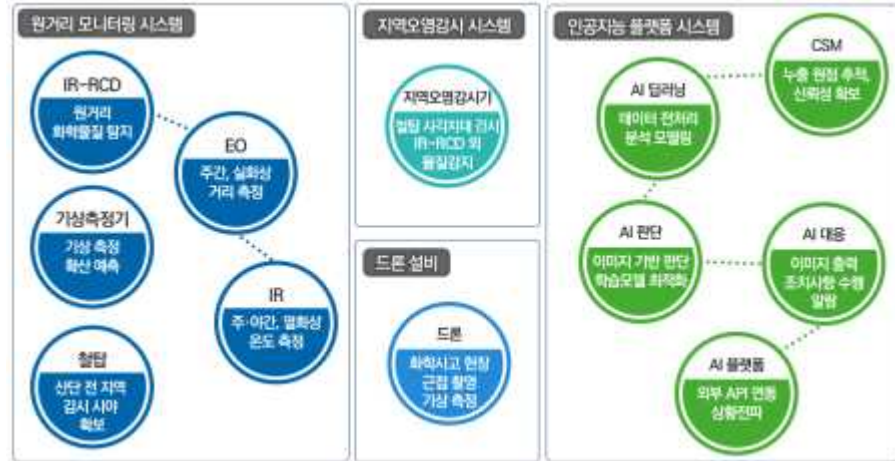 원거리 모니터링 시스템
IR-RCD
원거리
화학물질 탐지
EO
주간, 실화상
거리 측정
기상측정기
기상 측정
확산 예측
IR
주·야간, 열화상
온도 측정
철탑
산단 전 지역
감시 시야
확보
지역오염감시 시스템
지역오염감시기
철탑 사각지대 감시
IR-RCD 외
물질감지
드론 설비
드론
화학사고 현장
근접 촬영
기상 측정
인공지능 플랫폼 시스템
CSM
누출 원점 추적,
신뢰성 확보
AI 딥러닝
데이터 전처리
분석 모델링
AI 판단
이미지 기반 판단
학습모델 최적화
AI 대응
이미지 출력
조치사항 수행
알람
AI 플랫폼
외부 API 연동
상황전파